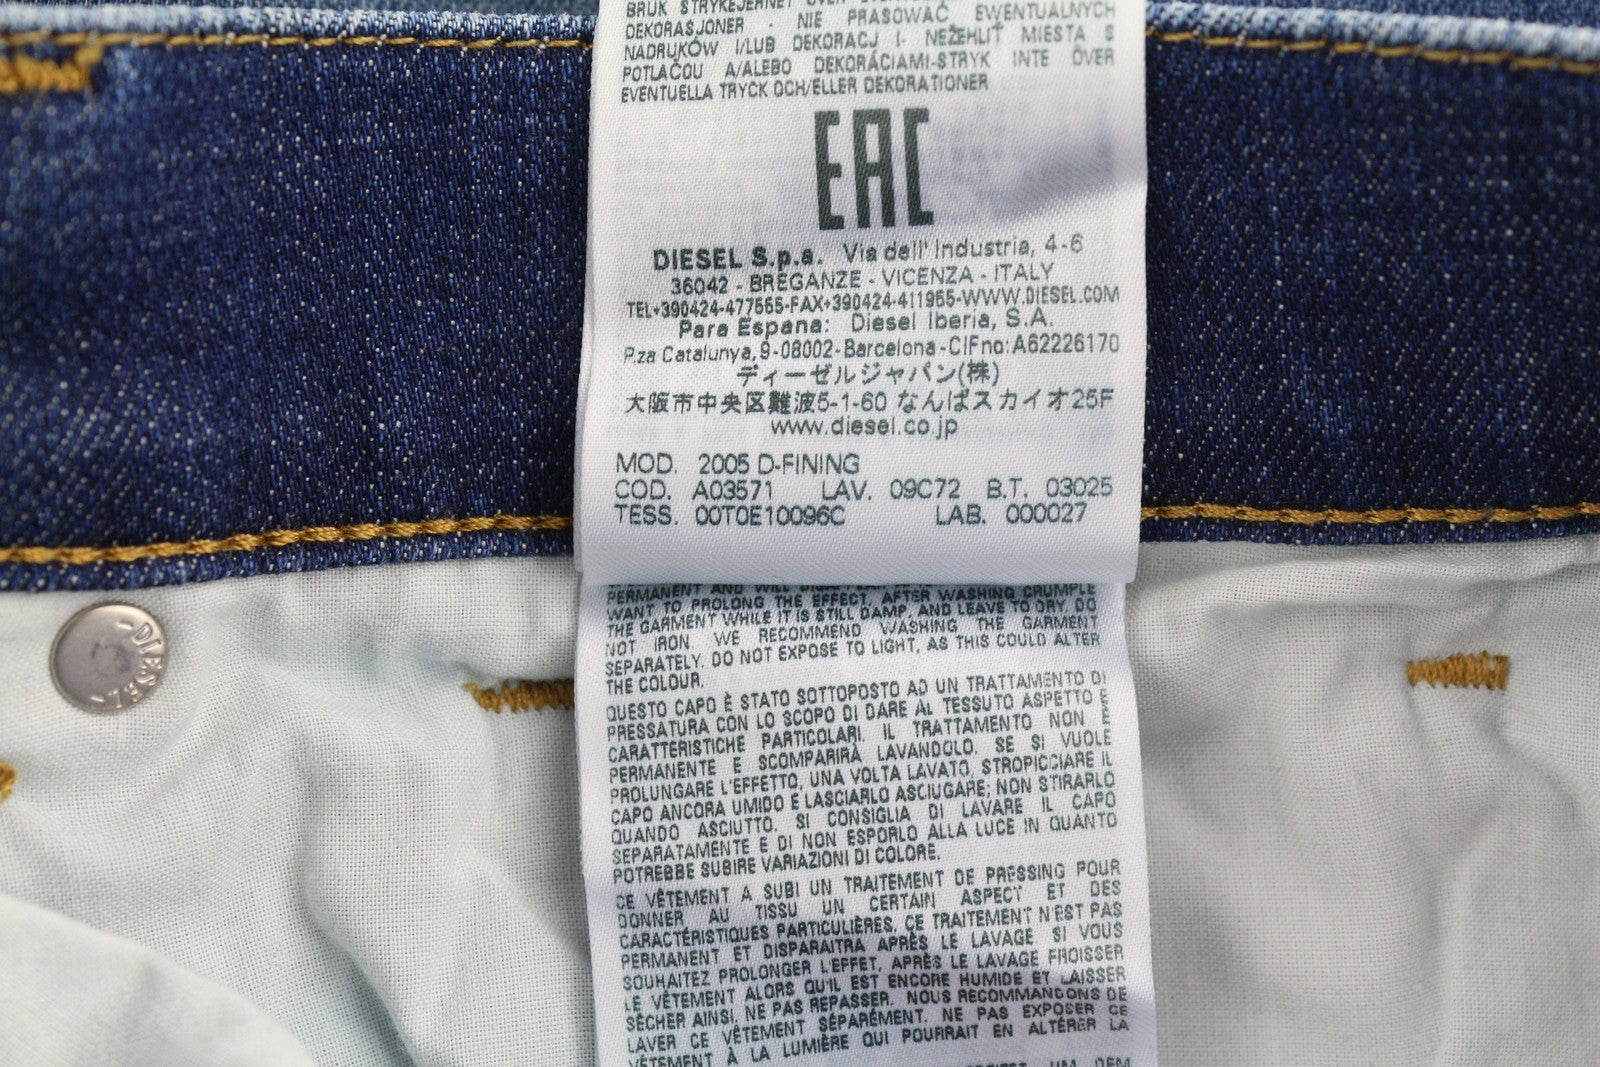 BRUK STRYKEJERNET OVER
DEKORASJONER - NIE PRASOWAĆ EWENTUALNYCH
NADRUKÓW I/LUB DEKORACJ I- NEŽEHLIŤ MIESTA S
POTLAČOU A/ALEBO DEKORÁCIAMI-STRYK INTE ÖVER
EVENTUELLA TRYCK OCH/ELLER DEKORATIONER
EAC
DIESEL S.p.a. Via dell' Industria, 4-6
36042 - BREGANZE - VICENZA - ITALY
TEL+390424-477555-FAX+390424-411955-WWW.DIESEL.COM
Para Espana: Diesel Iberia, S.A.
P.za Catalunya, 9-08002-Barcelona-CIFno:A62226170
ディーゼルジャパン(株)
大阪市中央区難波5-1-60 なんばスカイオ25F
www.diesel.co.jp
MOD. 2005 D-FINING
COD. A03571 LAV. 09C72 B.T. 03025
TESS. 00T0E10096C LAB. 000027
PERMANENT AND WILL
WANT TO PROLONG THE EFFECT, AFTER WASHING CRUMPLE
THE GARMENT WHILE IT IS STILL DAMP, AND LEAVE TO DRY. DO
NOT IRON. WE RECOMMEND WASHING THE GARMENT
SEPARATELY. DO NOT EXPOSE TO LIGHT, AS THIS COULD ALTER
THE COLOUR.
QUESTO CAPO È STATO SOTTOPOSTO AD UN TRATTAMENTO DI
PRESSATURA CON LO SCOPO DI DARE AL TESSUTO ASPETTO E
CARATTERISTICHE PARTICOLARI. IL TRATTAMENTO NON È
PERMANENTE E SCOMPARIRÀ LAVANDOLO. SE SI VUOLE
PROLUNGARE L'EFFETTO, UNA VOLTA LAVATO, STROPICCIARE IL
CAPO ANCORA UMIDO E LASCIARLO ASCIUGARE; NON STIRARLO
QUANDO ASCIUTTO. SI CONSIGLIA DI LAVARE IL CAPO
SEPARATAMENTE E DI NON ESPORLO ALLA LUCE IN QUANTO
POTREBBE SUBIRE VARIAZIONI DI COLORE.
CE VÊTEMENT A SUBI UN TRAITEMENT DE PRESSING POUR
DONNER AU TISSU UN CERTAIN ASPECT ET DES
CARACTÉRISTIQUES PARTICULIÈRES. CE TRAITEMENT N'EST PAS
PERMANENT ET DISPARAITRA APRÈS LE LAVAGE. SI VOUS
SOUHAITEZ PROLONGER L'EFFET, APRÈS LE LAVAGE FROISSER
LE VÊTEMENT ALORS QU'IL EST ENCORE HUMIDE ET LAISSER
SÈCHER AINSI. NE PAS REPASSER. NOUS RECOMMANDONS DE
LAVER CE VÊTEMENT SÉPARÉMENT. NE PAS EXPOSER CE
VÊTEMENT À LA LUMIÈRE QUI POURRAIT EN ALTÉRER LA
UM DEM
DIESEL